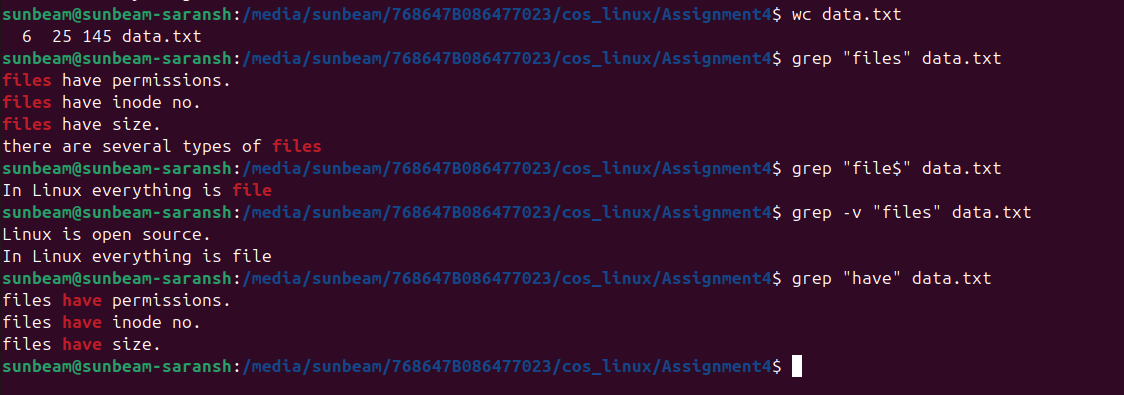 sunbeam@sunbeam-saransh:/media/sunbeam/768647B086477023/cos_linux/Assignment4$ wc data.txt
  6  25 145 data.txt
sunbeam@sunbeam-saransh:/media/sunbeam/768647B086477023/cos_linux/Assignment4$ grep "files" data.txt
files have permissions.
files have inode no.
files have size.
there are several types of files
sunbeam@sunbeam-saransh:/media/sunbeam/768647B086477023/cos_linux/Assignment4$ grep "file$" data.txt
In Linux everything is file
sunbeam@sunbeam-saransh:/media/sunbeam/768647B086477023/cos_linux/Assignment4$ grep -v "files" data.txt
Linux is open source.
In Linux everything is file
sunbeam@sunbeam-saransh:/media/sunbeam/768647B086477023/cos_linux/Assignment4$ grep "have" data.txt
files have permissions.
files have inode no.
files have size.
sunbeam@sunbeam-saransh:/media/sunbeam/768647B086477023/cos_linux/Assignment4$